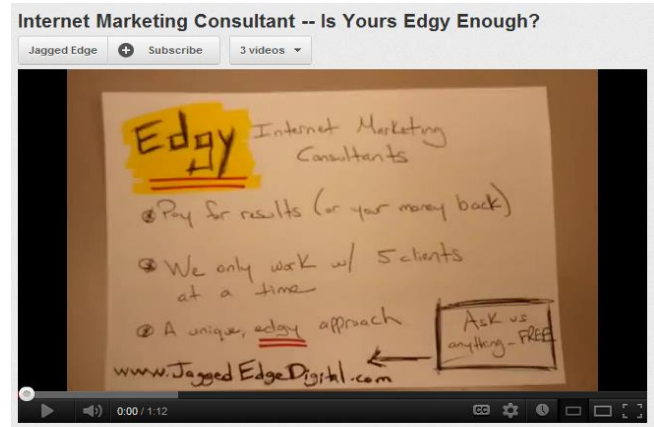 Internet Marketing Consultant -- Is Yours Edgy Enough?
Jagged Edge Subscribe 3 videos
Edgy Internet Marketing
Consultants
Pay for results (or your money back)
We only work w/ 5 clients
at a time
A unique, edgy approach
Ask us
anything - FREE
www.JaggedEdgeDigital.com
0:00 / 1:12
CC